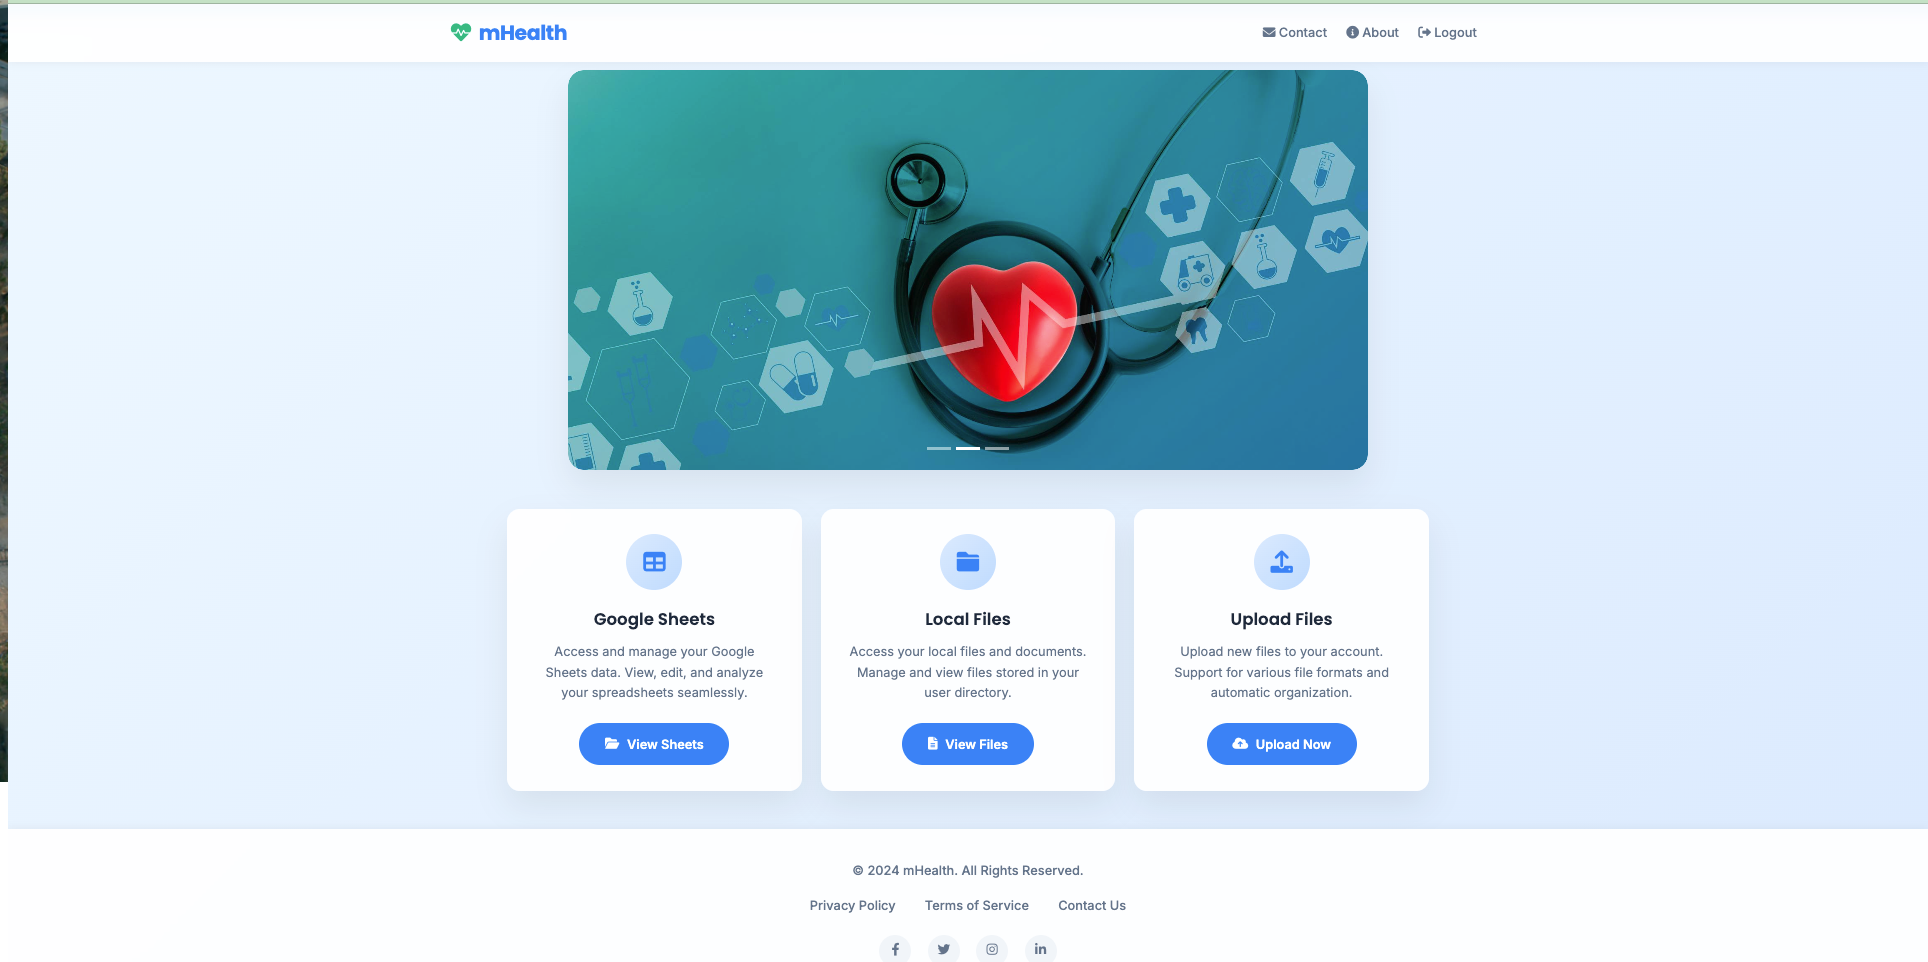 mHealth
Contact
About
Logout
Google Sheets
Access and manage your Google
Sheets data. View, edit, and analyze
your spreadsheets seamlessly.
View Sheets
Local Files
Access your local files and documents.
Manage and view files stored in your
user directory.
View Files
Upload Files
Upload new files to your account.
Support for various file formats and
automatic organization.
Upload Now
© 2024 mHealth. All Rights Reserved.
Privacy Policy
Terms of Service
Contact Us